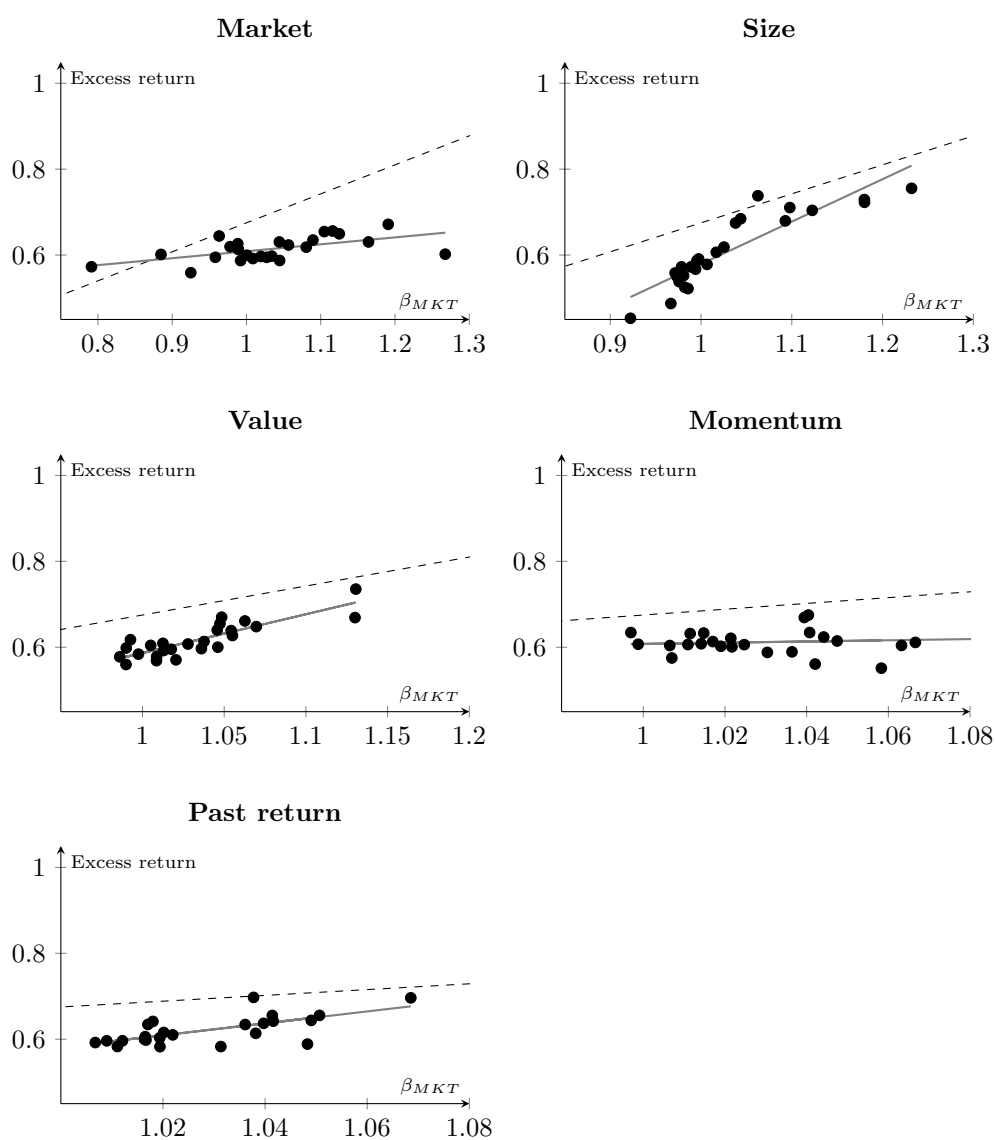 Market
Excess return
1
0.8
0.6
β_MKT
0.8 0.9 1 1.1 1.2 1.3
Size
Excess return
1
0.8
0.6
β_MKT
0.9 1 1.1 1.2 1.3
Value
Excess return
1
0.8
0.6
β_MKT
1 1.05 1.1 1.15 1.2
Momentum
Excess return
1
0.8
0.6
β_MKT
1 1.02 1.04 1.06 1.08
Past return
Excess return
1
0.8
0.6
β_MKT
1.02 1.04 1.06 1.08